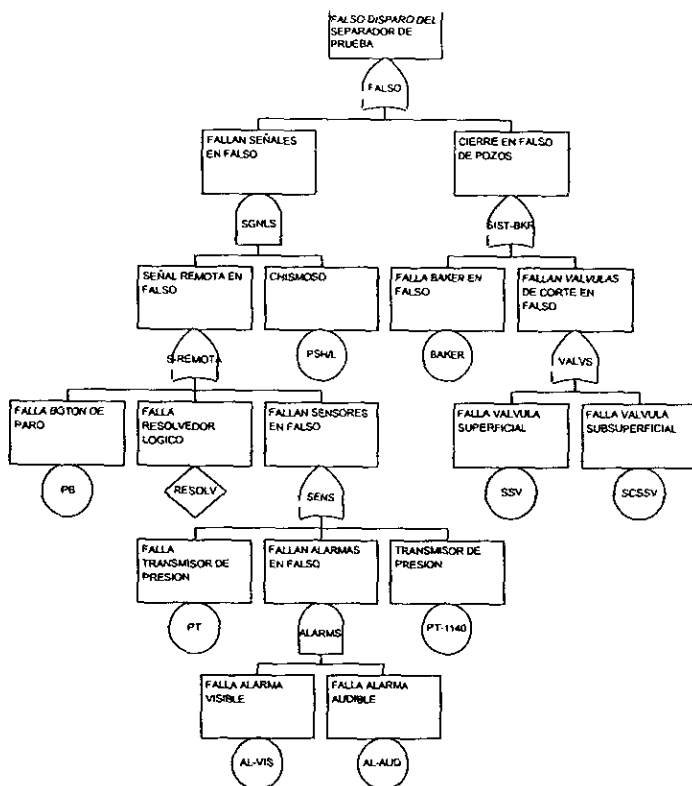 FALSO DISPARO DEL
SEPARADOR DE
PRUEBA
FALSO
FALLAN SEÑALES
EN FALSO
CIERRE EN FALSO
DE POZOS
SGNLS
SIST-BKR
SEÑAL REMOTA EN
FALSO
CHISMOSO
FALLA BAKER EN
FALSO
FALLAN VALVULAS
DE CORTE EN
FALSO
S-REMOTA
PSH/L
BAKER
VALVS
FALLA BOTON DE
PARO
FALLA
RESOLVEDOR
LOGICO
FALLAN SENSORES
EN FALSO
FALLA VALVULA
SUPERFICIAL
FALLA VALVULA
SUBSUPERFICIAL
PB
RESOLV
SENS
SSV
SCSSV
FALLA
TRANSMISOR DE
PRESION
FALLAN ALARMAS
EN FALSO
TRANSMISOR DE
PRESION
PT
ALARMS
PT-1140
FALLA ALARMA
VISIBLE
FALLA ALARMA
AUDIBLE
AL-VIS
AL-AUD